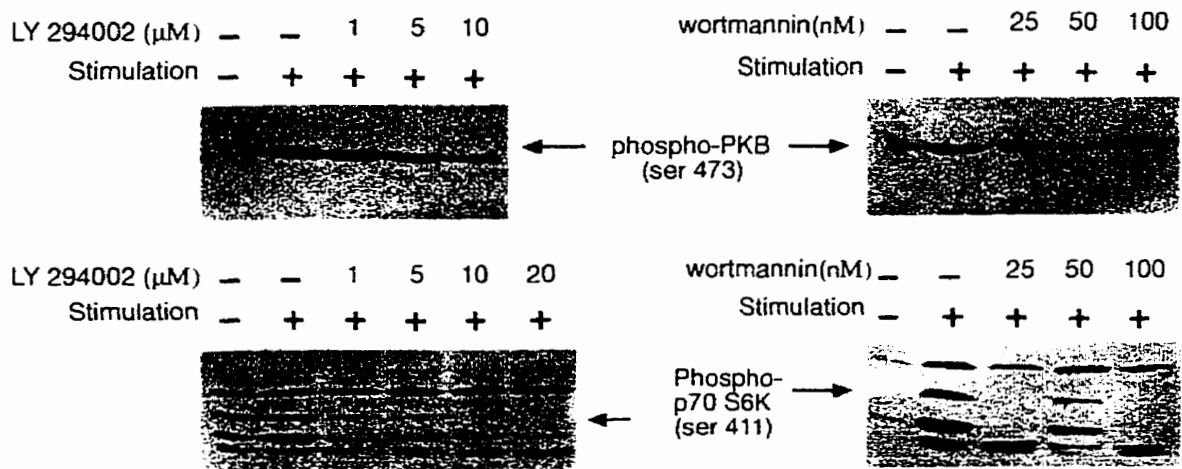 LY 294002 (µM) – – 1 5 10
Stimulation – + + + +
wortmannin(nM) – – 25 50 100
Stimulation – + + + +
phospho-PKB
(ser 473)
LY 294002 (µM) – – 1 5 10 20
Stimulation – + + + + +
wortmannin(nM) – – 25 50 100
Stimulation – + + + +
Phospho-
p70 S6K
(ser 411)